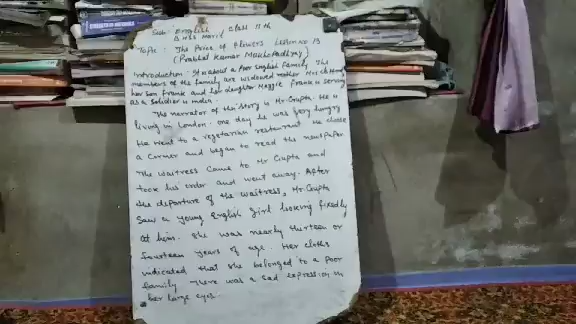 Sub: English Class 11th
Topic: The Price of Flowers Lecture 13
(Prabhat Kumar Mukhopadhyay)
Introduction: It is about a poor English family. The
members of the family are widowed mother Mrs Clifford
her son Frank and her daughter Maggie. Frank is serving
as a soldier in India.
The narrator of this story is Mr Gupta. He is
living in London. One day he was very hungry
He went to a vegetarian restaurant. He chose
a corner and began to read the newspaper
The waitress came to Mr Gupta and
took his order and went away. After
the departure of the waitress, Mr Gupta
saw a young English girl looking fixedly
at him. She was nearly thirteen or
fourteen years of age. Her clothes
indicated that she belonged to a poor
family. There was a sad expression in
her large eyes.